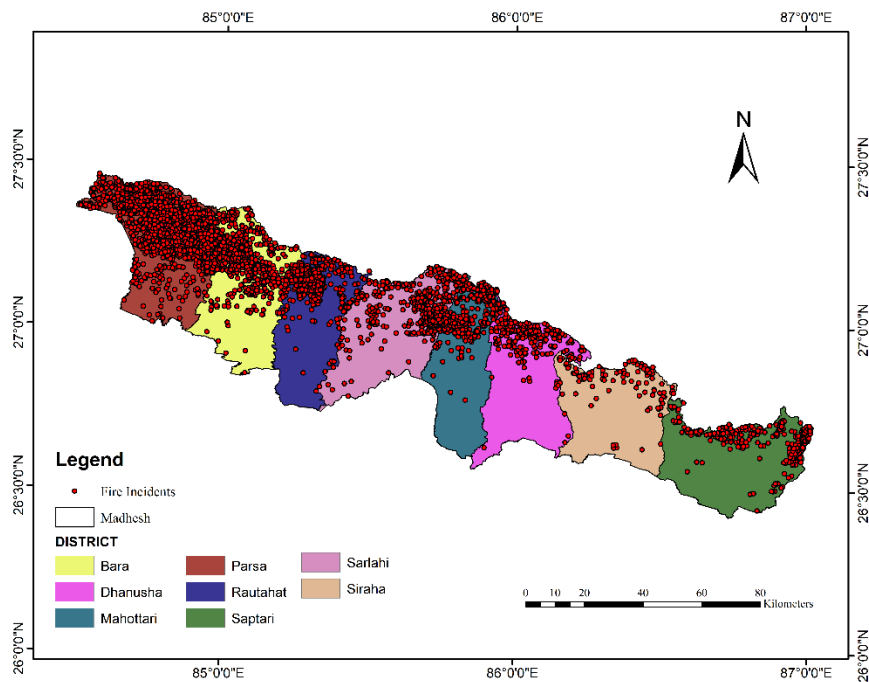 85°0'0"E 86°0'0"E 87°0'0"E
27°30'0"N 27°30'0"N
27°0'0"N 27°0'0"N
26°30'0"N 26°30'0"N
26°0'0"N 26°0'0"N
N
Legend
Fire Incidents
Madhesh
DISTRICT
Bara Parsa Sarlahi
Dhanusha Rautahat Siraha
Mahottari Saptari
0 10 20 40 60 80
Kilometers
85°0'0"E 86°0'0"E 87°0'0"E